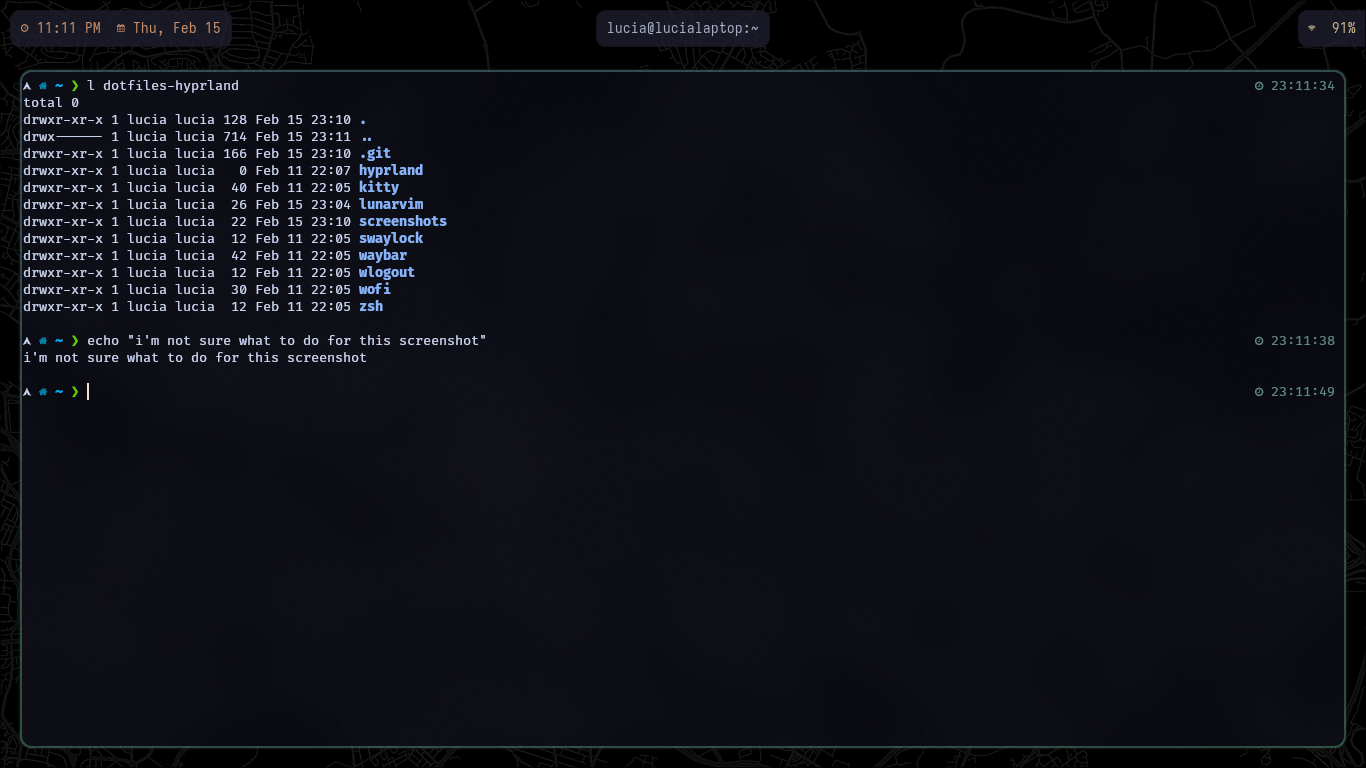 11:11 PM Thu, Feb 15
lucia@lucialaptop:~
91%
~ ❯ l dotfiles-hyprland 23:11:34
total 0
drwxr-xr-x 1 lucia lucia 128 Feb 15 23:10 .
drwx------ 1 lucia lucia 714 Feb 15 23:11 ..
drwxr-xr-x 1 lucia lucia 166 Feb 15 23:10 .git
drwxr-xr-x 1 lucia lucia   0 Feb 11 22:07 hyprland
drwxr-xr-x 1 lucia lucia  40 Feb 11 22:05 kitty
drwxr-xr-x 1 lucia lucia  26 Feb 15 23:04 lunarvim
drwxr-xr-x 1 lucia lucia  22 Feb 15 23:10 screenshots
drwxr-xr-x 1 lucia lucia  12 Feb 11 22:05 swaylock
drwxr-xr-x 1 lucia lucia  42 Feb 11 22:05 waybar
drwxr-xr-x 1 lucia lucia  12 Feb 11 22:05 wlogout
drwxr-xr-x 1 lucia lucia  30 Feb 11 22:05 wofi
drwxr-xr-x 1 lucia lucia  12 Feb 11 22:05 zsh
~ ❯ echo "i'm not sure what to do for this screenshot" 23:11:38
i'm not sure what to do for this screenshot
~ ❯ 23:11:49